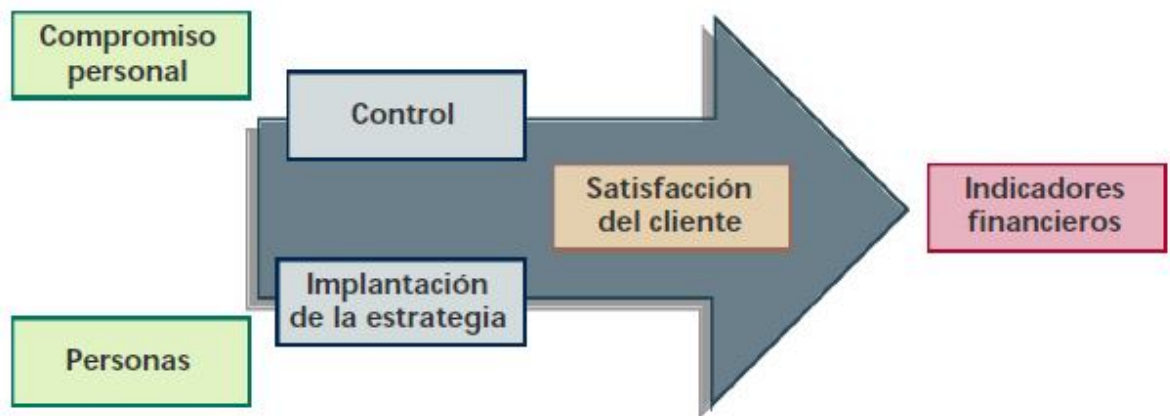 Compromiso
personal
Control
Satisfacción
del cliente
Indicadores
financieros
Implantación
de la estrategia
Personas